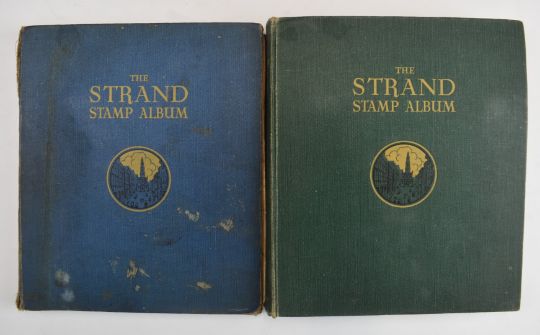 THE
STRAND
STAMP ALBUM
THE
STRAND
STAMP ALBUM